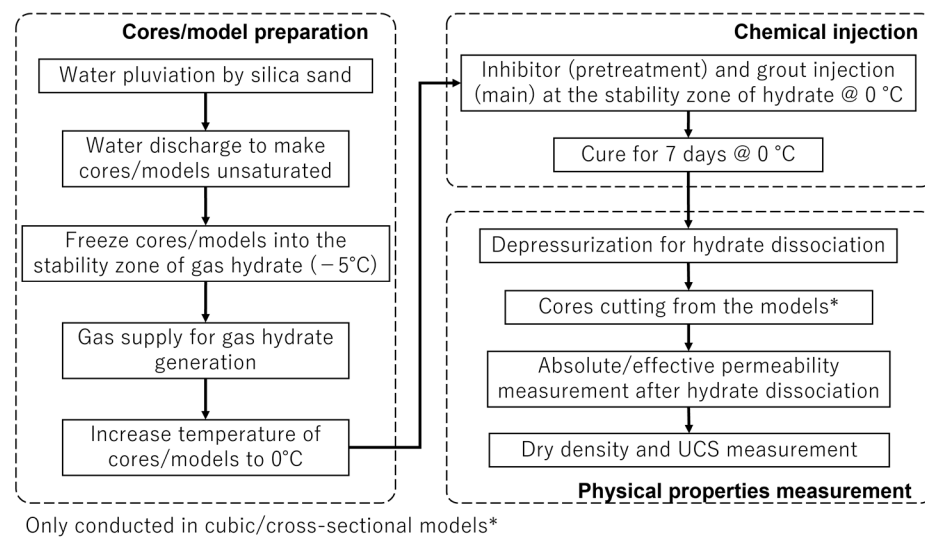 Cores/model preparation
Water pluviation by silica sand
Water discharge to make
cores/models unsaturated
Freeze cores/models into the
stability zone of gas hydrate (－5°C)
Gas supply for gas hydrate
generation
Increase temperature of
cores/models to 0°C
Chemical injection
Inhibitor (pretreatment) and grout injection
(main) at the stability zone of hydrate @ 0 °C
Cure for 7 days @ 0 °C
Depressurization for hydrate dissociation
Cores cutting from the models*
Absolute/effective permeability
measurement after hydrate dissociation
Dry density and UCS measurement
Physical properties measurement
Only conducted in cubic/cross-sectional models*